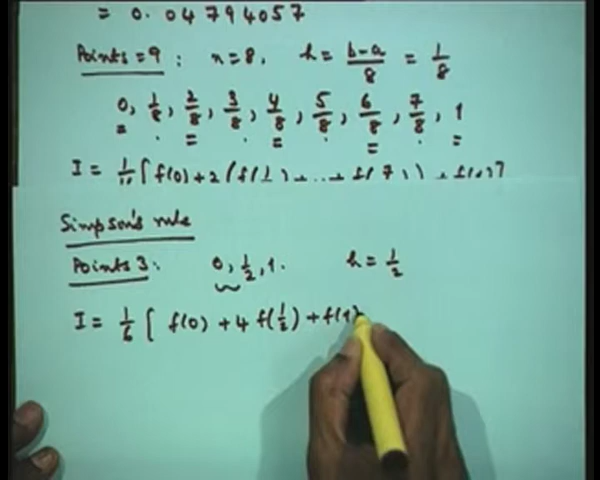 = 0.04794057
Points=9 : n=8, h = (b-a)/8 = 1/8
0, 1/8, 2/8, 3/8, 4/8, 5/8, 6/8, 7/8, 1
I = [ f(0) + 2 (
Simpson's rule
Points 3 : 0, 1/2, 1. h = 1/2
I = 1/6 [ f(0) + 4 f(1/2) + f(1)